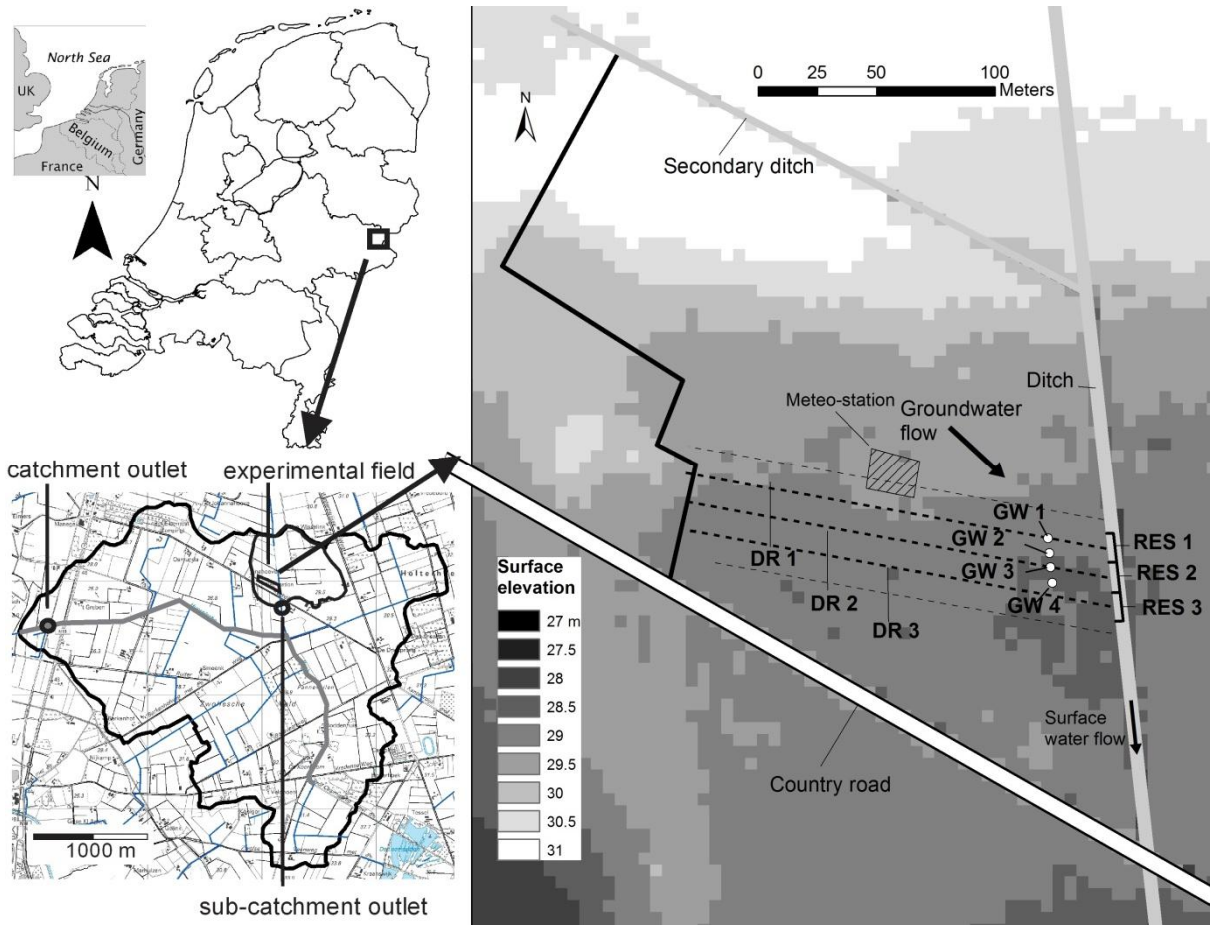 North Sea
UK
Belgium
Germany
France
N
catchment outlet
experimental field
1000 m
sub-catchment outlet
0 25 50 100
Meters
N
Secondary ditch
Ditch
Meteo-station
Groundwater
flow
GW 1
GW 2
GW 3
GW 4
RES 1
RES 2
RES 3
DR 1
DR 2
DR 3
Surface
elevation
27 m
27.5
28
28.5
29
29.5
30
30.5
31
Surface
water flow
Country road